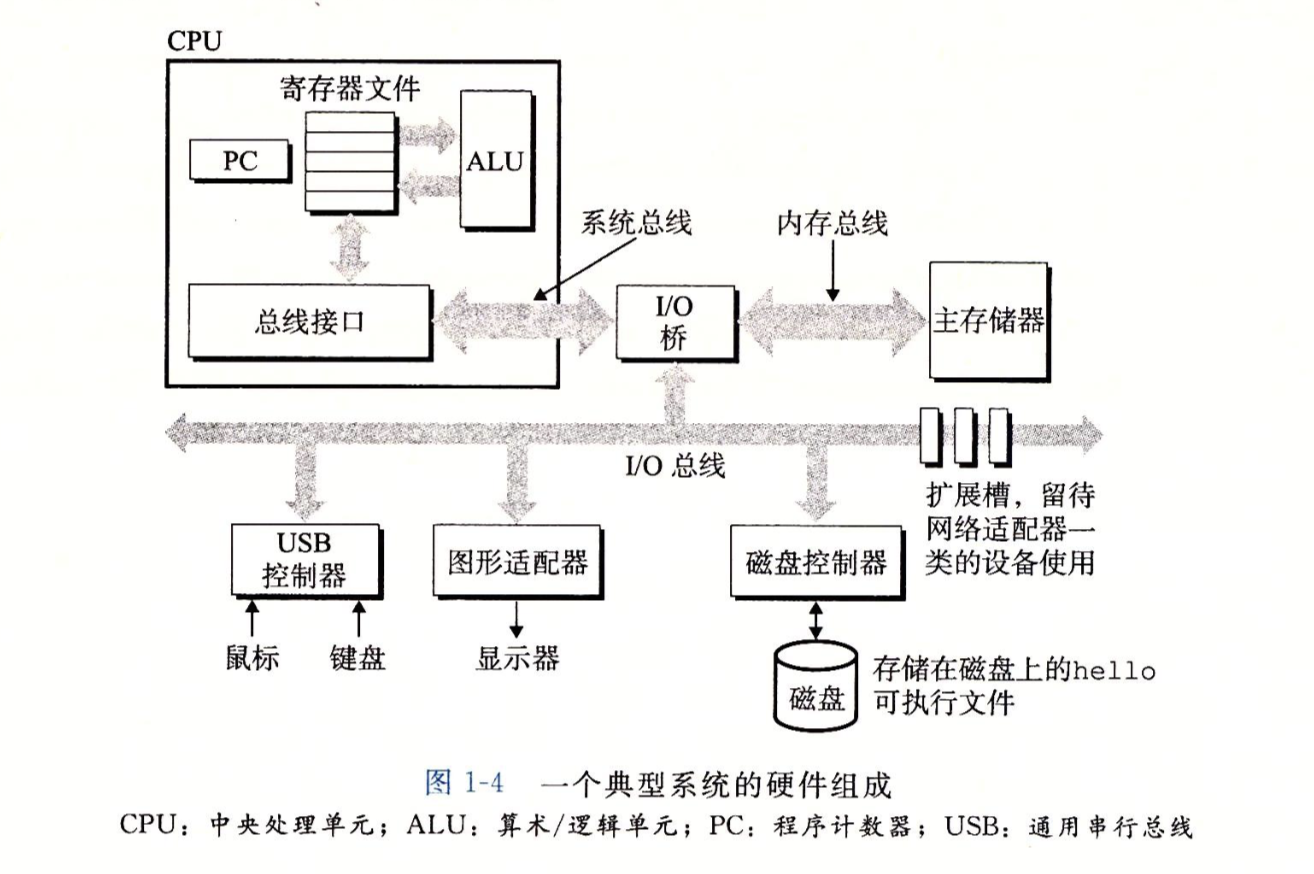 CPU
寄存器文件
PC
ALU
系统总线
内存总线
总线接口
I/O
桥
主存储器
I/O 总线
扩展槽，留待
网络适配器一
类的设备使用
USB
控制器
图形适配器
磁盘控制器
鼠标
键盘
显示器
磁盘
存储在磁盘上的hello
可执行文件
图 1-4 一个典型系统的硬件组成
CPU：中央处理单元；ALU：算术/逻辑单元；PC：程序计数器；USB：通用串行总线